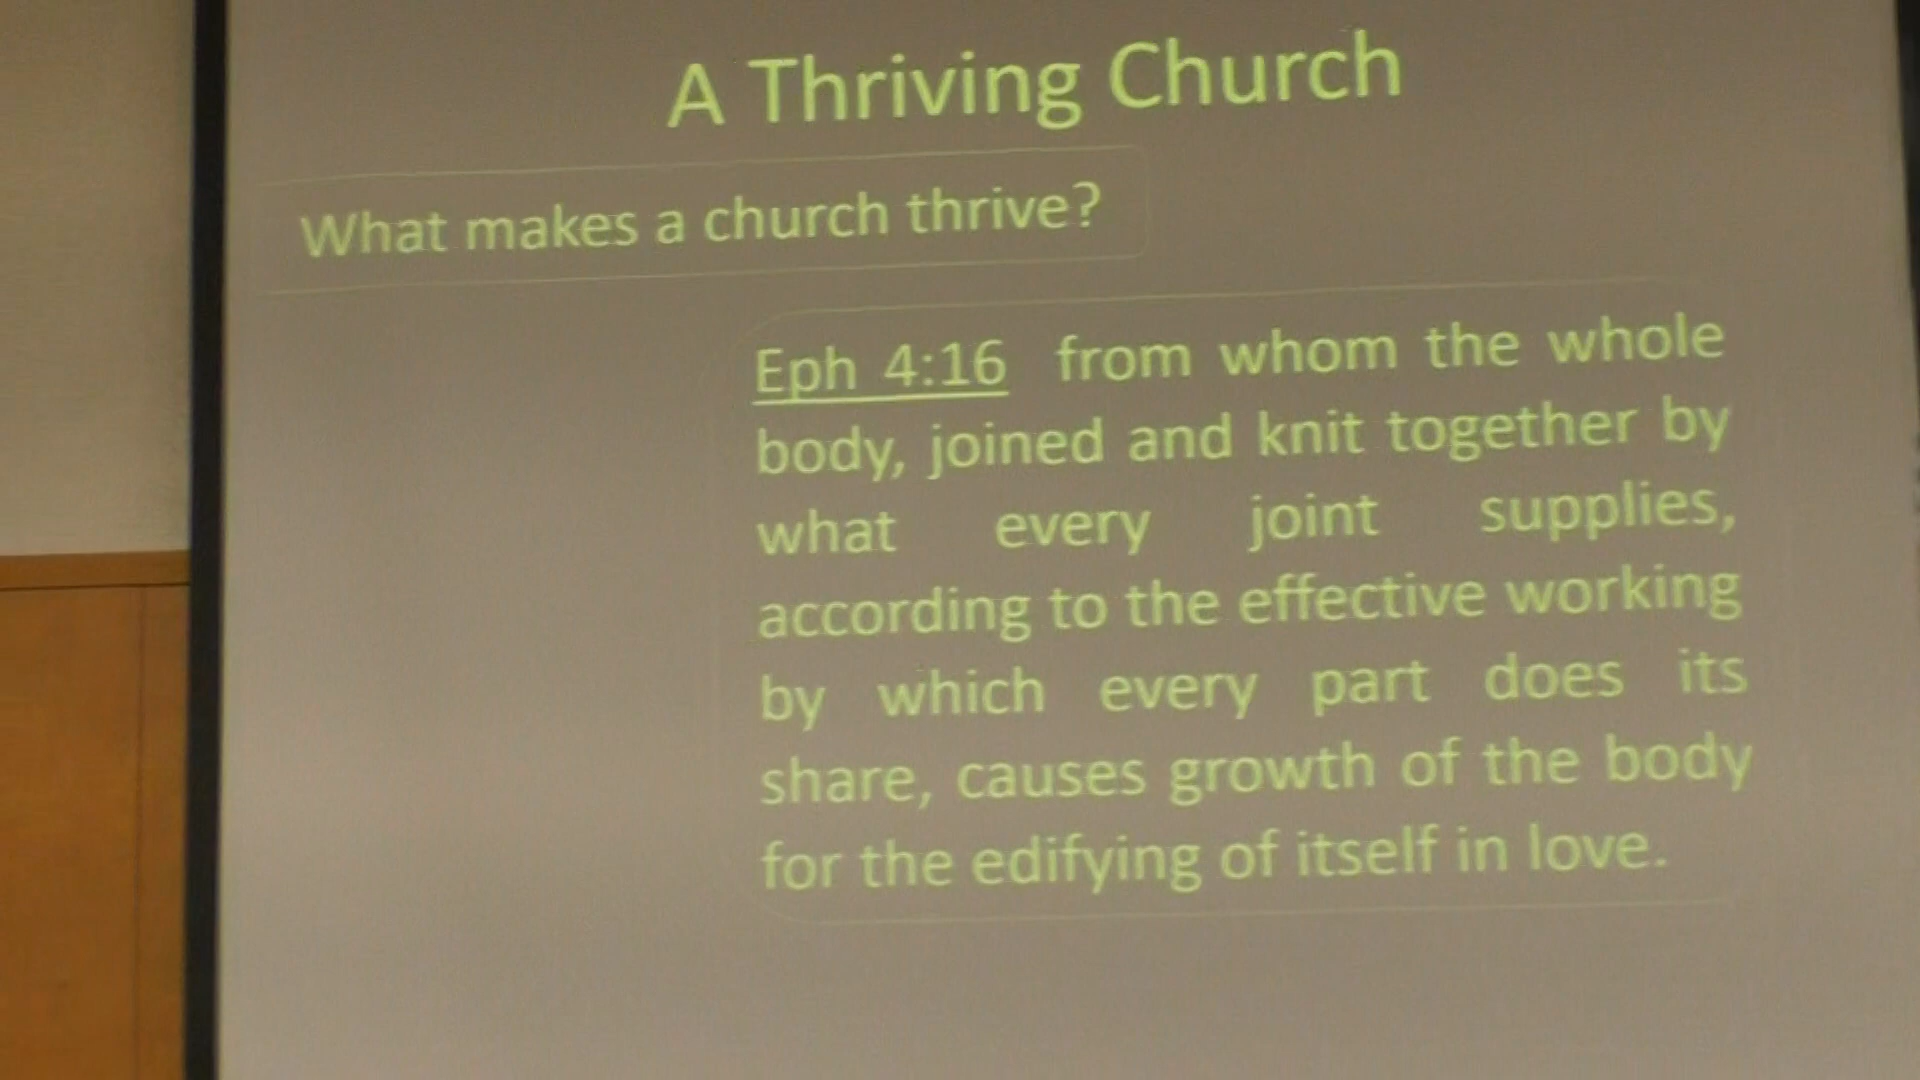 A Thriving Church
What makes a church thrive?
Eph 4:16 from whom the whole
body, joined and knit together by
what every joint supplies,
according to the effective working
by which every part does its
share, causes growth of the body
for the edifying of itself in love.